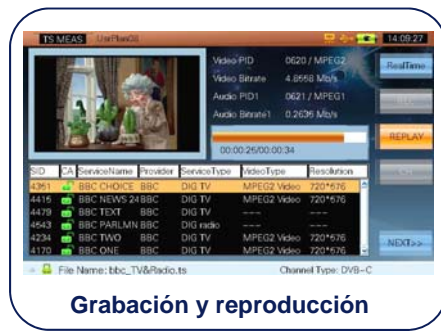 TS MEAS UsrPlan08 14:09:27
Video PID 0620 / MPEG2
Video Bitrate 4.8558 Mb/s
Audio PID1 0621 / MPEG1
Audio Bitrate1 0.2636 Mb/s
00:00:25/00:00:34
RealTime
REC
REPLAY
CH
NEXT>>
SID CA ServiceName Provider ServiceType VideoType Resolution
4351 BBC CHOICE BBC DIG TV MPEG2 Video 720*576
4415 BBC NEWS 24 BBC DIG TV MPEG2 Video 720*576
4479 BBC TEXT BBC DIG TV --- ---
4543 BBC PARLMN BBC DIG radio --- ---
4234 BBC TWO BBC DIG TV MPEG2 Video 720*576
4170 BBC ONE BBC DIG TV MPEG2 Video 720*576
File Name: bbc_TV&Radio.ts Channel Type: DVB-C
Grabación y reproducción